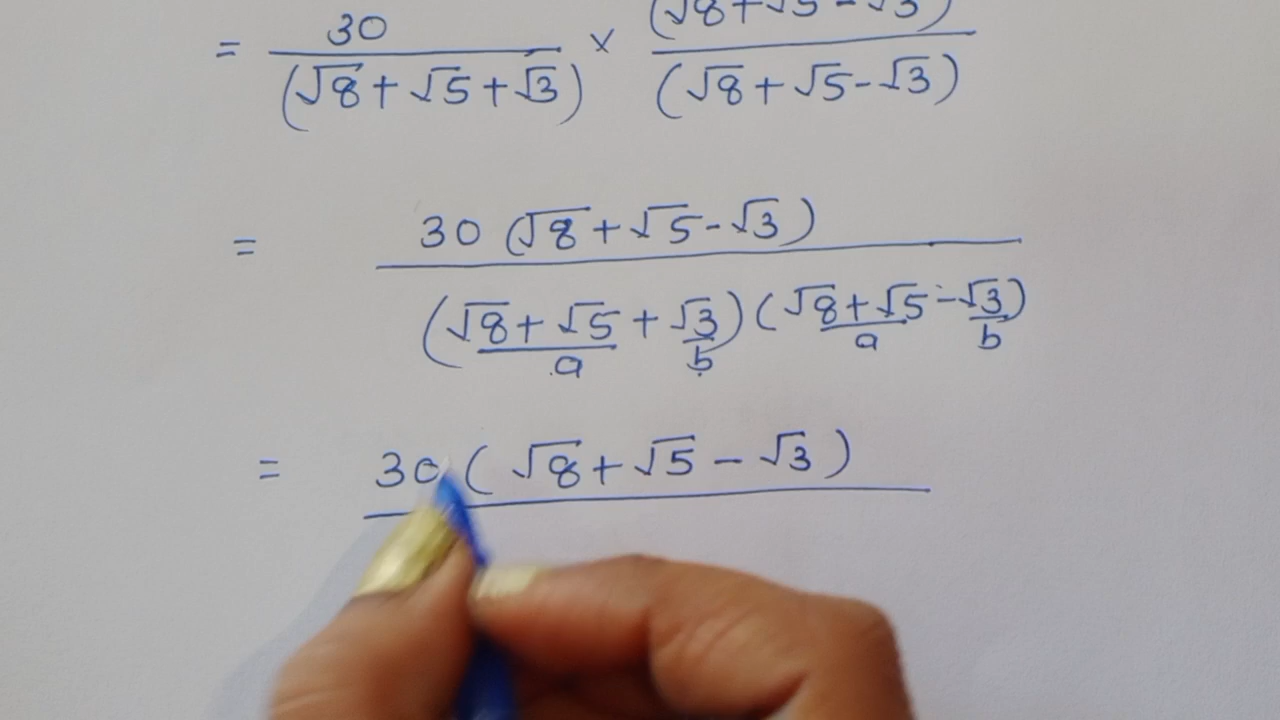 = 30/(√8 + √5 + √3) × (√8 + √5 - √3)/(√8 + √5 - √3)
= 30 (√8 + √5 - √3)/(√8 + √5 + √3) (√8 + √5 - √3)
a b a b
= 30 (√8 + √5 - √3)